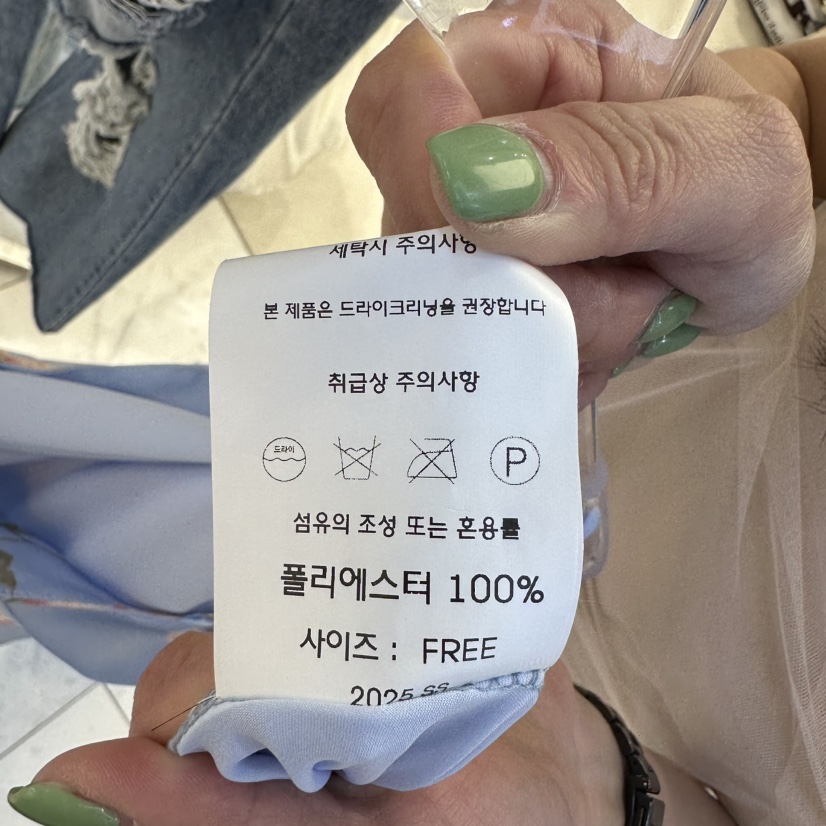 세탁시 주의사항
본 제품은 드라이크리닝을 권장합니다
취급상 주의사항
드라이
P
섬유의 조성 또는 혼용률
폴리에스터 100%
사이즈 : FREE
2025 SS